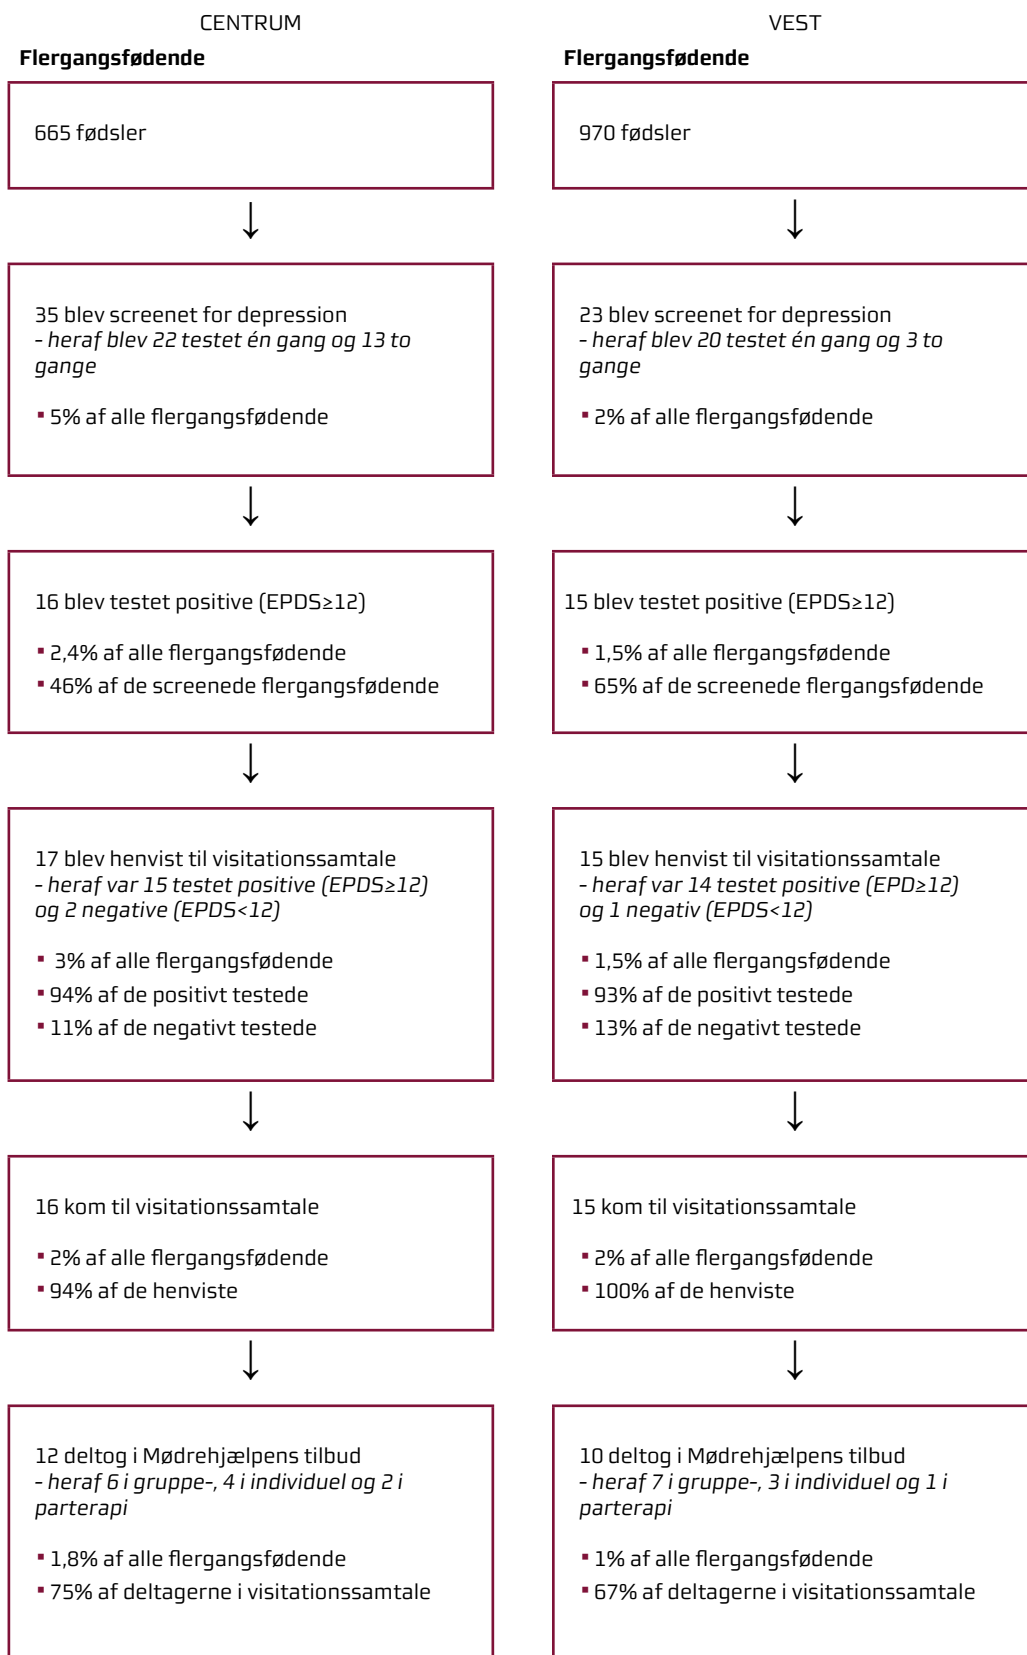 CENTRUM
Flergangsfødende
665 fødsler
↓
35 blev screenet for depression
- heraf blev 22 testet én gang og 13 to
gange
▪ 5% af alle flergangsfødende
↓
16 blev testet positive (EPDS≥12)
▪ 2,4% af alle flergangsfødende
▪ 46% af de screenede flergangsfødende
↓
17 blev henvist til visitationssamtale
- heraf var 15 testet positive (EPDS≥12)
og 2 negative (EPDS<12)
▪ 3% af alle flergangsfødende
▪ 94% af de positivt testede
▪ 11% af de negativt testede
↓
16 kom til visitationssamtale
▪ 2% af alle flergangsfødende
▪ 94% af de henviste
↓
12 deltog i Mødrehjælpens tilbud
- heraf 6 i gruppe-, 4 i individuel og 2 i
parterapi
▪ 1,8% af alle flergangsfødende
▪ 75% af deltagerne i visitationssamtale
VEST
Flergangsfødende
970 fødsler
↓
23 blev screenet for depression
- heraf blev 20 testet én gang og 3 to
gange
▪ 2% af alle flergangsfødende
↓
15 blev testet positive (EPDS≥12)
▪ 1,5% af alle flergangsfødende
▪ 65% af de screenede flergangsfødende
↓
15 blev henvist til visitationssamtale
- heraf var 14 testet positive (EPD≥12)
og 1 negativ (EPDS<12)
▪ 1,5% af alle flergangsfødende
▪ 93% af de positivt testede
▪ 13% af de negativt testede
↓
15 kom til visitationssamtale
▪ 2% af alle flergangsfødende
▪ 100% af de henviste
↓
10 deltog i Mødrehjælpens tilbud
- heraf 7 i gruppe-, 3 i individuel og 1 i
parterapi
▪ 1% af alle flergangsfødende
▪ 67% af deltagerne i visitationssamtale